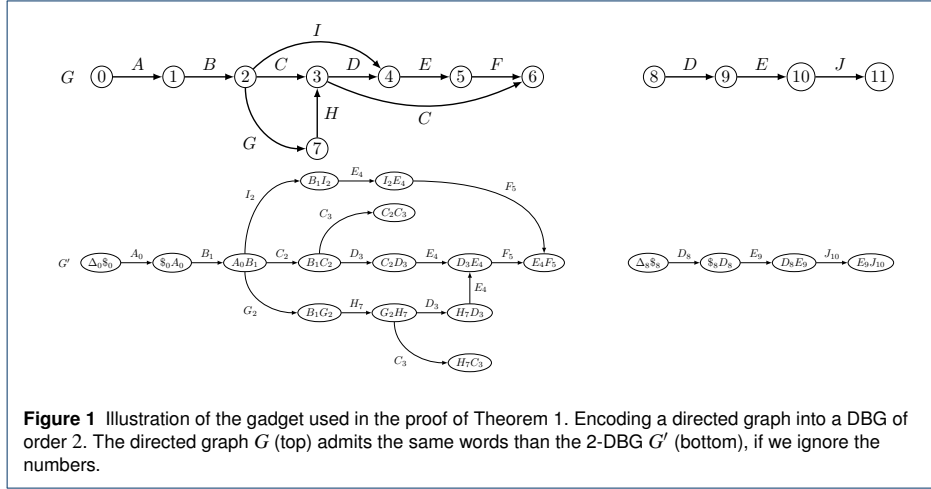 I
G 0 A 1 B 2 C 3 D 4 E 5 F 6 8 D 9 E 10 J 11
H C
G
7
B₁I₂ E₄ I₂E₄
I₂ F₅
C₃ C₂C₃
G′ Δ₀$₀ A₀ $₀A₀ B₁ A₀B₁ C₂ B₁C₂ D₃ C₂D₃ E₄ D₃E₄ F₅ E₄F₅ Δ₈$₈ D₈ $₈D₈ E₉ D₈E₉ J₁₀ E₉J₁₀
E₄
G₂ B₁G₂ H₇ G₂H₇ D₃ H₇D₃
C₃ H₇C₃
Figure 1 Illustration of the gadget used in the proof of Theorem 1. Encoding a directed graph into a DBG of
order 2. The directed graph G (top) admits the same words than the 2-DBG G′ (bottom), if we ignore the
numbers.